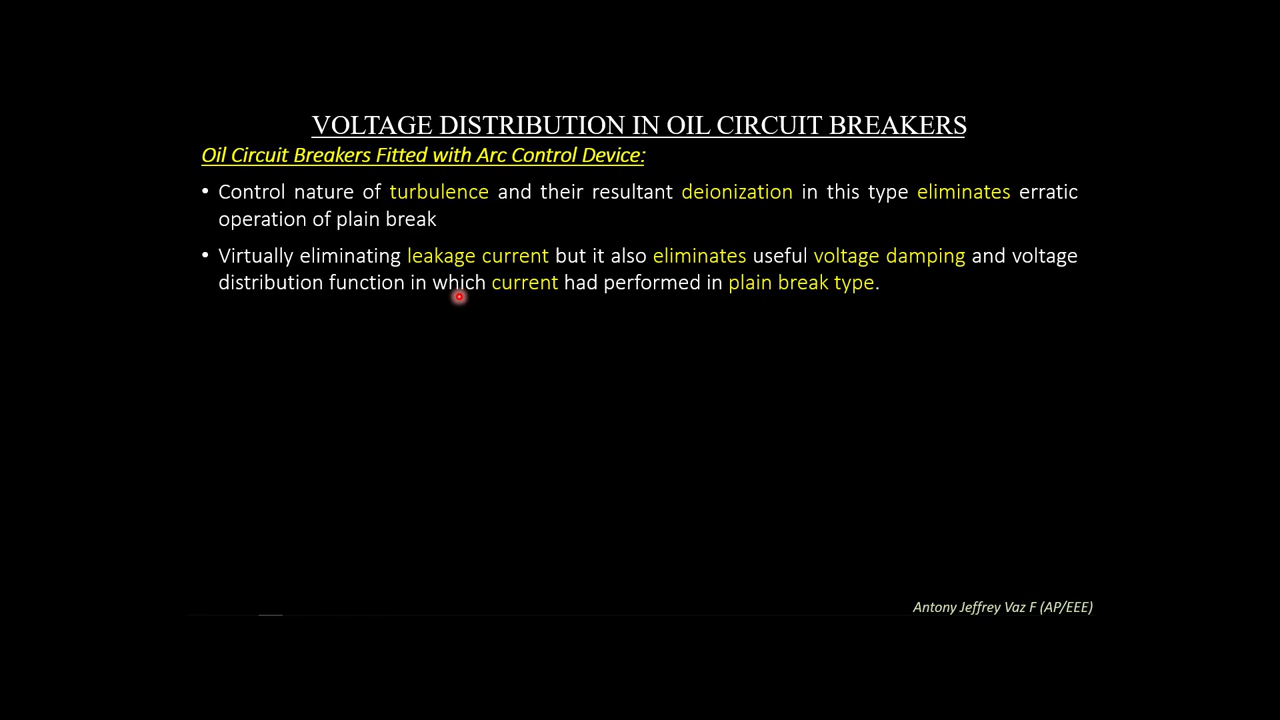 VOLTAGE DISTRIBUTION IN OIL CIRCUIT BREAKERS
Oil Circuit Breakers Fitted with Arc Control Device:
• Control nature of turbulence and their resultant deionization in this type eliminates erratic
operation of plain break
• Virtually eliminating leakage current but it also eliminates useful voltage damping and voltage
distribution function in which current had performed in plain break type.
Antony Jeffrey Vaz F (AP/EEE)